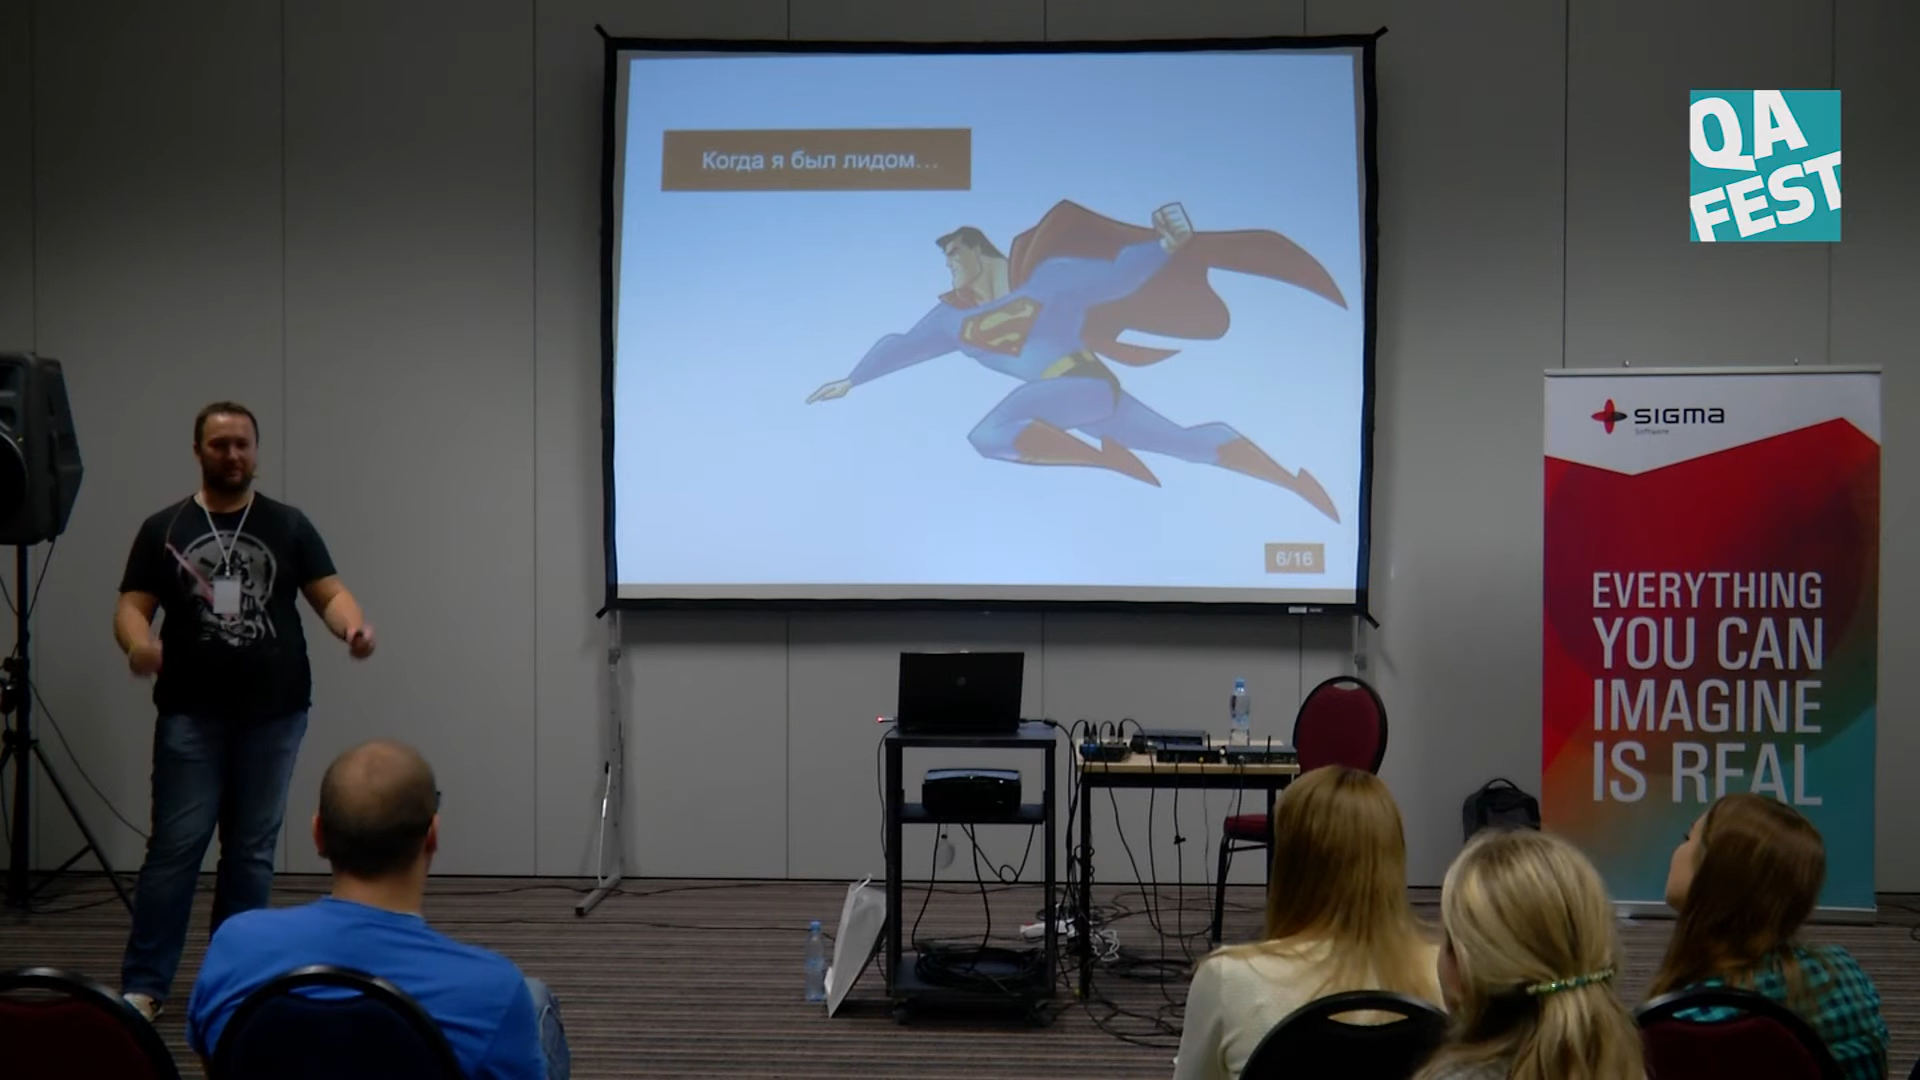 Когда я был лидом...
6/16
QA
FEST
SIGMA
Software
EVERYTHING
YOU CAN
IMAGINE
IS REAL